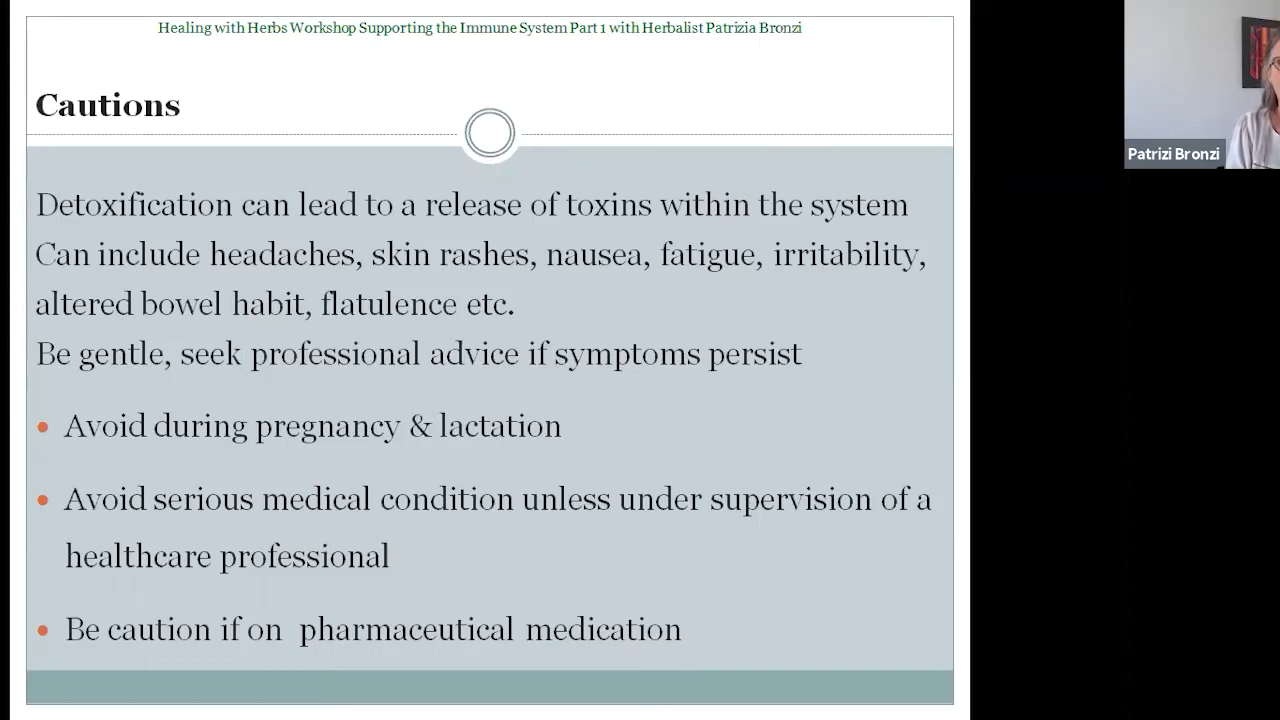 Healing with Herbs Workshop Supporting the Immune System Part 1 with Herbalist Patrizia Bronzi
Cautions
Patrizi Bronzi
Detoxification can lead to a release of toxins within the system
Can include headaches, skin rashes, nausea, fatigue, irritability,
altered bowel habit, flatulence etc.
Be gentle, seek professional advice if symptoms persist
• Avoid during pregnancy & lactation
• Avoid serious medical condition unless under supervision of a
healthcare professional
• Be caution if on pharmaceutical medication